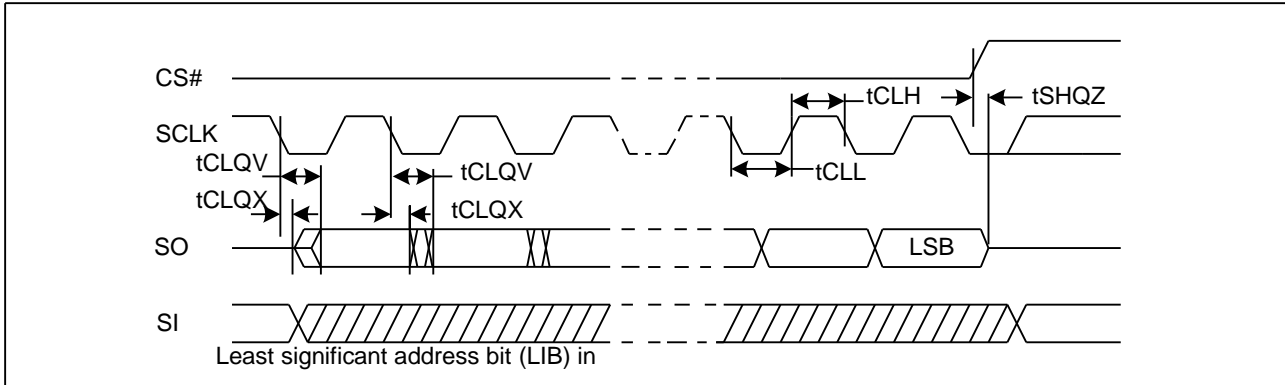 CS#
tCLH
tSHQZ
SCLK
tCLQV
tCLQV
tCLL
tCLQX
tCLQX
SO
LSB
SI
Least significant address bit (LIB) in